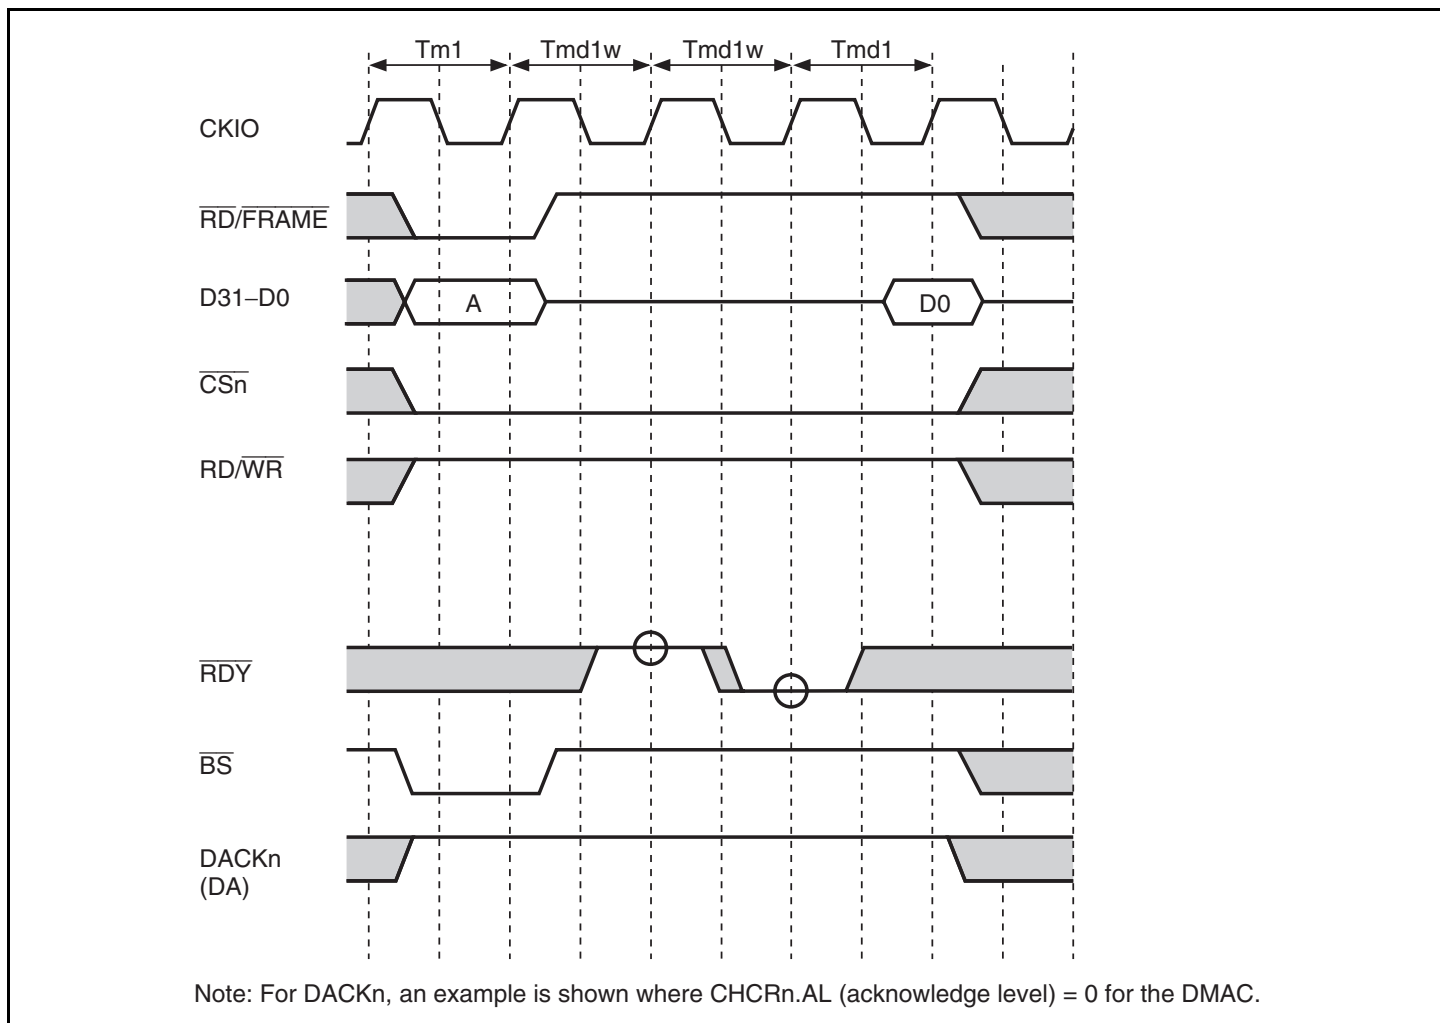 Tm1 Tmd1w Tmd1w Tmd1
CKIO
RD/FRAME
D31–D0 A D0
CSn
RD/WR
RDY
BS
DACKn
(DA)
Note: For DACKn, an example is shown where CHCRn.AL (acknowledge level) = 0 for the DMAC.